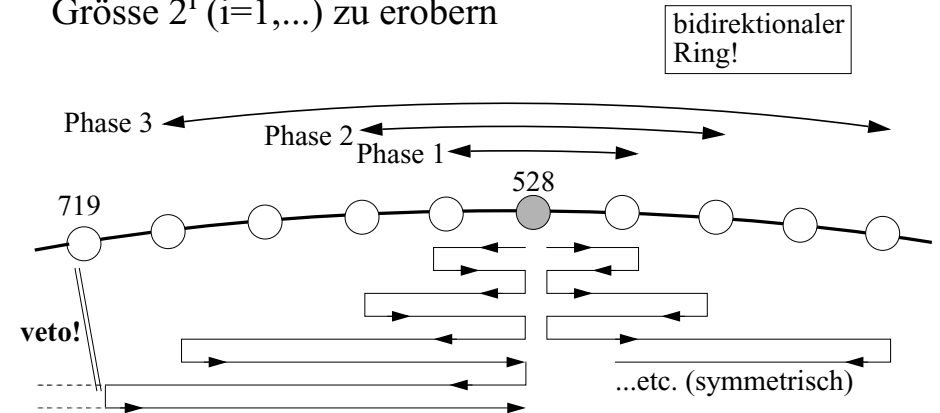 Grösse 2ⁱ (i=1,...) zu erobern
bidirektionaler
Ring!
Phase 3
Phase 2
Phase 1
528
719
veto!
...etc. (symmetrisch)